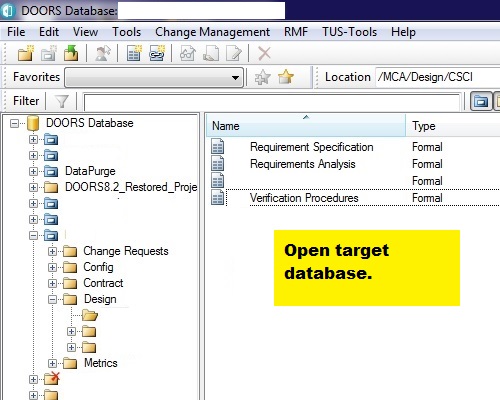 DOORS Database:
File Edit View Tools Change Management RMF TUS-Tools Help
Favorites Location /MCA/Design/CSCI
Filter
DOORS Database
DataPurge
DOORS8.2_Restored_Proje
Change Requests
Config
Contract
Design
Metrics
Name Type
Requirement Specification Formal
Requirements Analysis Formal
Formal
Verification Procedures Formal
Open target
database.